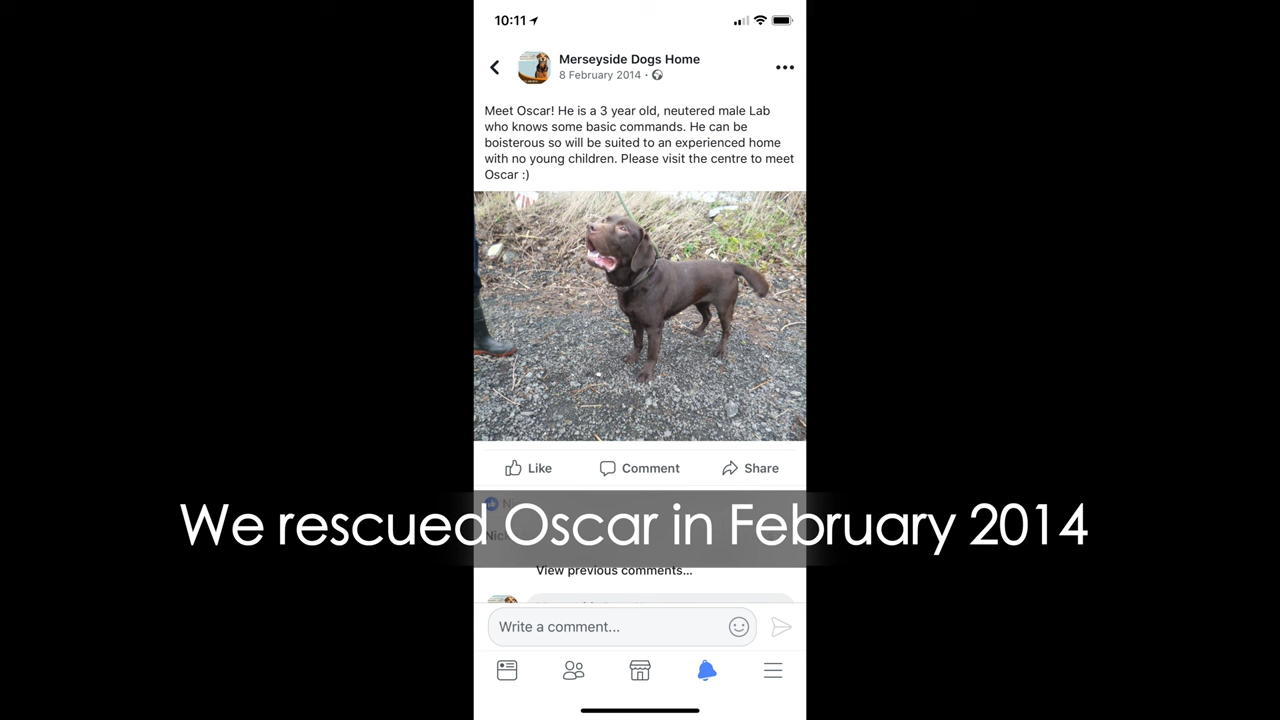 10:11
Merseyside Dogs Home
8 February 2014 ·
Meet Oscar! He is a 3 year old, neutered male Lab
who knows some basic commands. He can be
boisterous so will be suited to an experienced home
with no young children. Please visit the centre to meet
Oscar :)
Like Comment Share
We rescued Oscar in February 2014
View previous comments...
Write a comment...